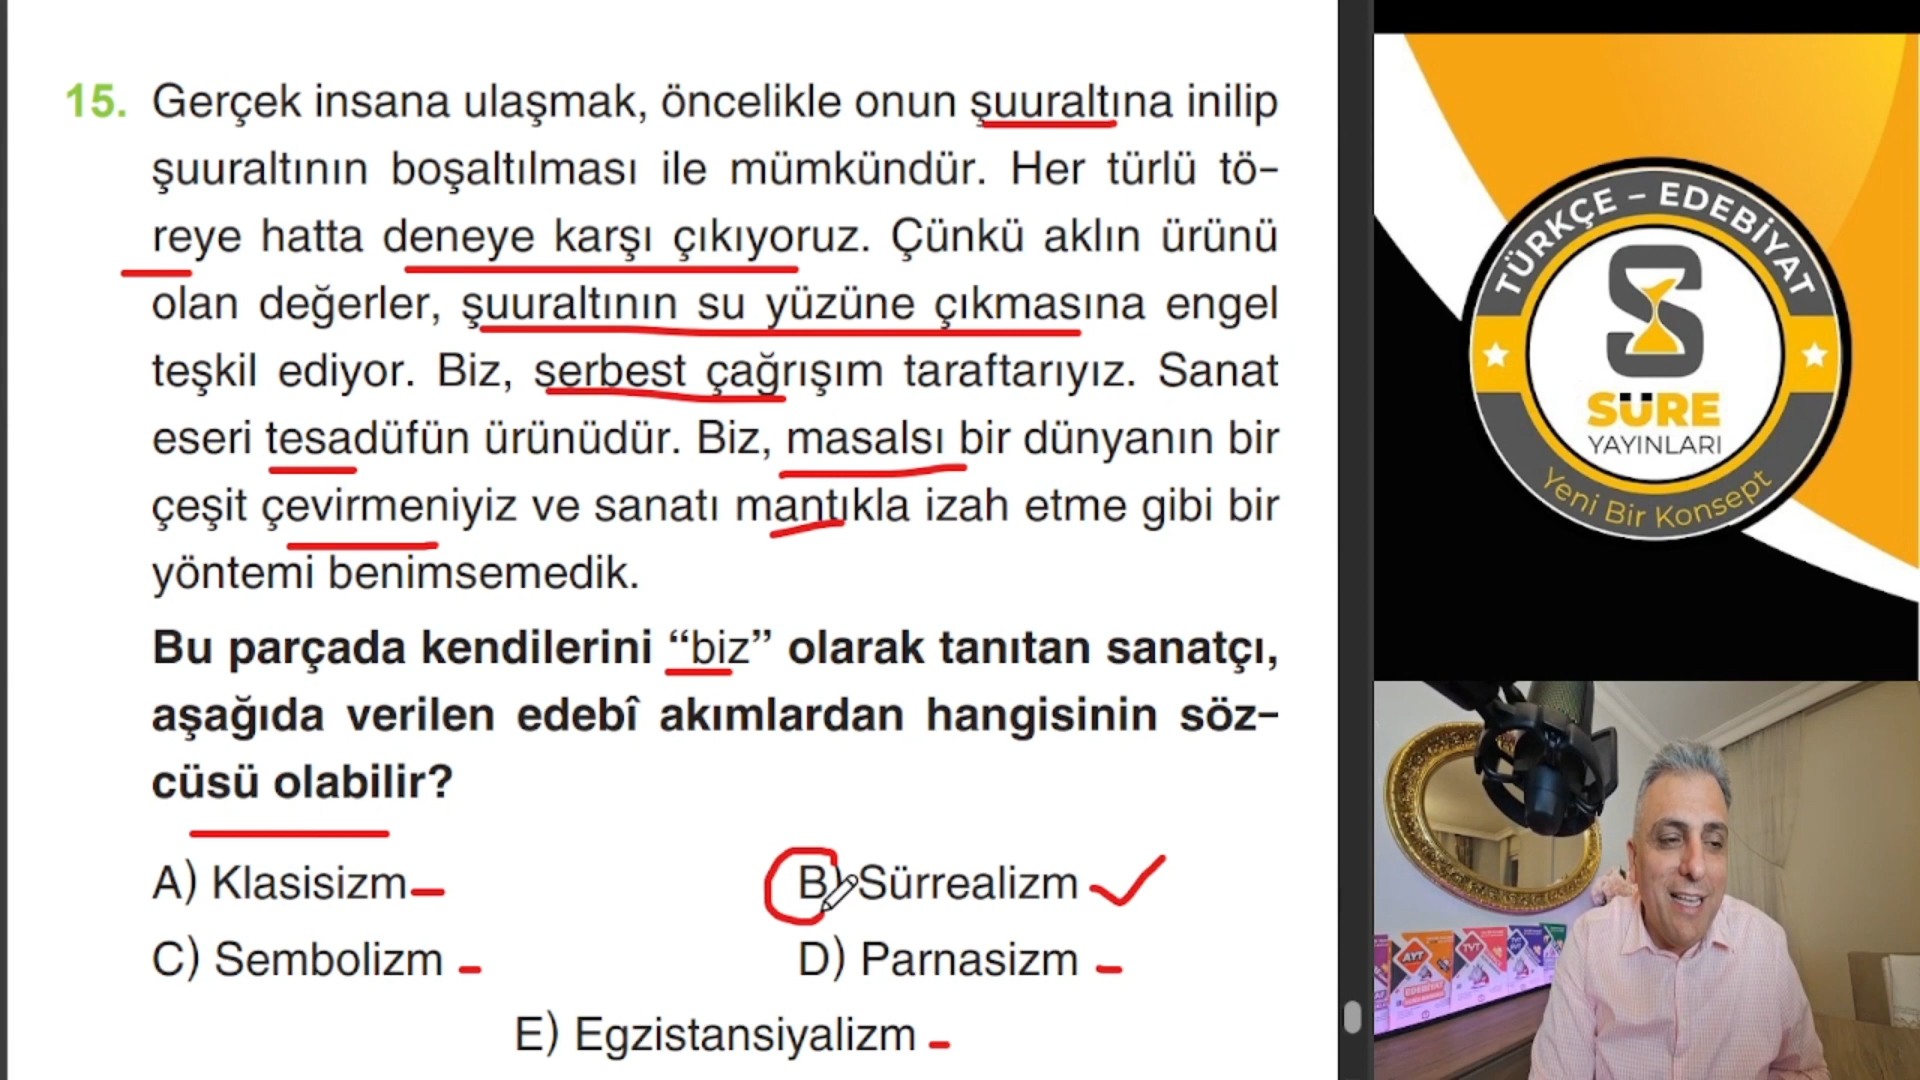 15. Gerçek insana ulaşmak, öncelikle onun şuuraltına inilip
şuuraltının boşaltılması ile mümkündür. Her türlü tö-
reye hatta deneye karşı çıkıyoruz. Çünkü aklın ürünü
olan değerler, şuuraltının su yüzüne çıkmasına engel
teşkil ediyor. Biz, serbest çağrışım taraftarıyız. Sanat
eseri tesadüfün ürünüdür. Biz, masalsı bir dünyanın bir
çeşit çevirmeniyiz ve sanatı mantıkla izah etme gibi bir
yöntemi benimsemedik.
Bu parçada kendilerini “biz” olarak tanıtan sanatçı,
aşağıda verilen edebî akımlardan hangisinin söz-
cüsü olabilir?
A) Klasisizm
B) Sürrealizm
C) Sembolizm
D) Parnasizm
E) Egzistansiyalizm
TÜRKÇE – EDEBİYAT
S
SÜRE
YAYINLARI
Yeni Bir Konsept
AYT
EDEBİYAT
TYT